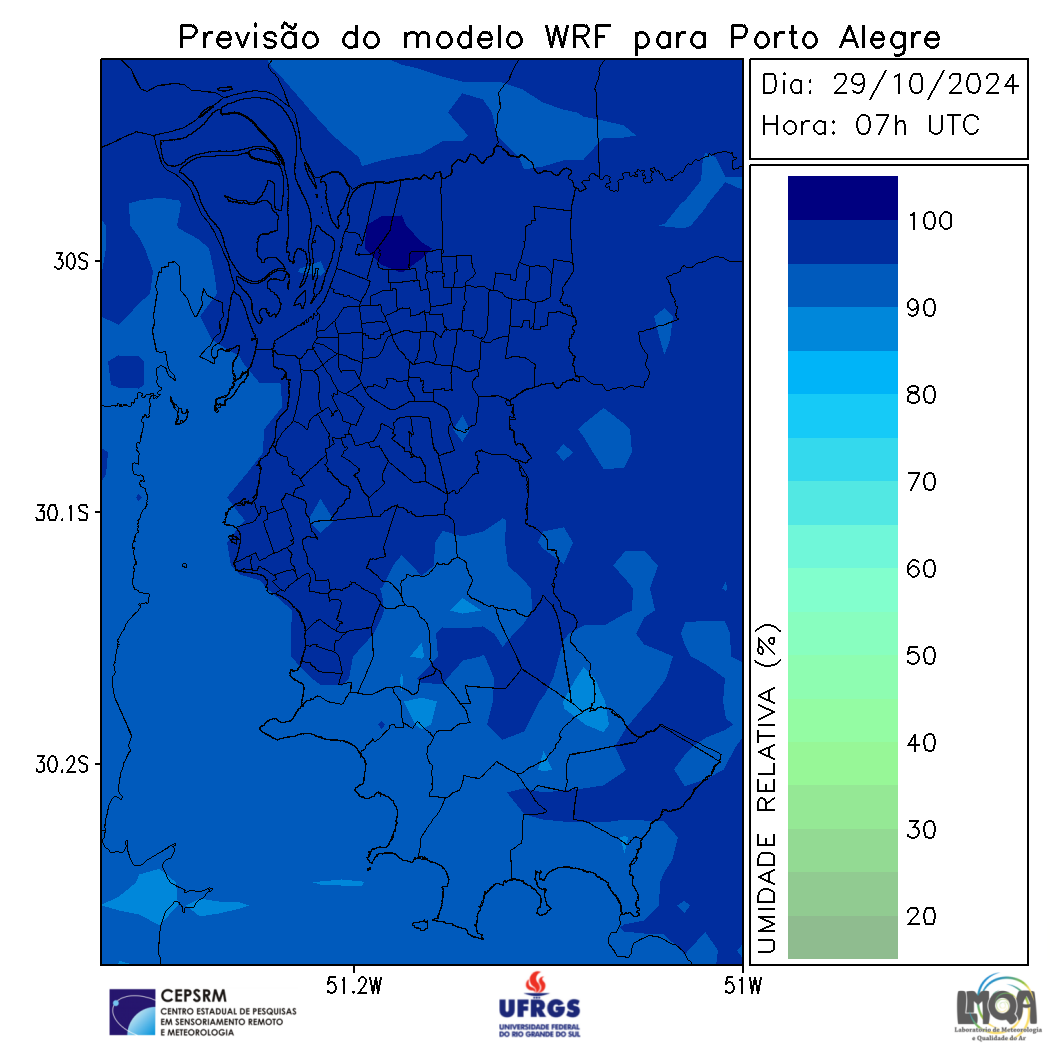 Previsão do modelo WRF para Porto Alegre
Dia: 29/10/2024
Hora: 07h UTC
100
90
80
70
60
50
40
30
20
UMIDADE RELATIVA (%)
30S
30.1S
30.2S
51.2W
51W
CEPSRM
CENTRO ESTADUAL DE PESQUISAS
EM SENSORIAMENTO REMOTO
E METEOROLOGIA
UFRGS
UNIVERSIDADE FEDERAL
DO RIO GRANDE DO SUL
LMQA
Laboratório de Meteorologia
e Qualidade do Ar